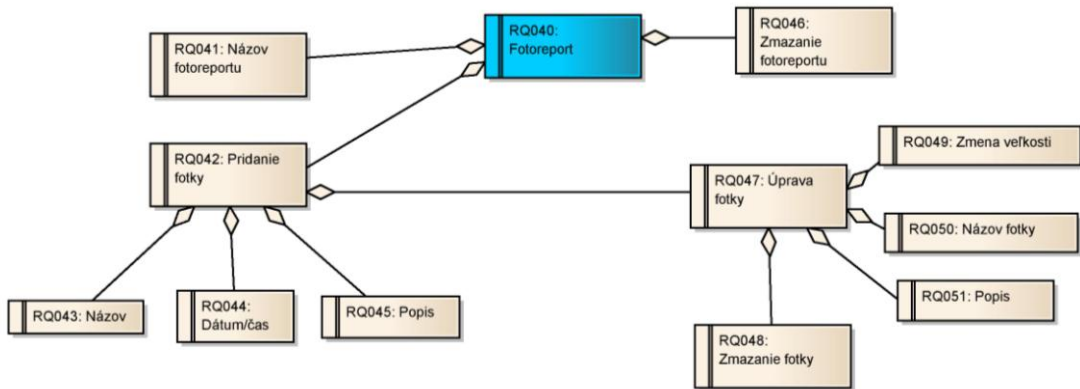 RQ040:
Fotoreport
RQ046:
Zmazanie
fotoreportu
RQ041: Názov
fotoreportu
RQ042: Pridanie
fotky
RQ049: Zmena veľkosti
RQ047: Úprava
fotky
RQ050: Názov fotky
RQ043: Názov
RQ044:
Dátum/čas
RQ045: Popis
RQ051: Popis
RQ048:
Zmazanie fotky